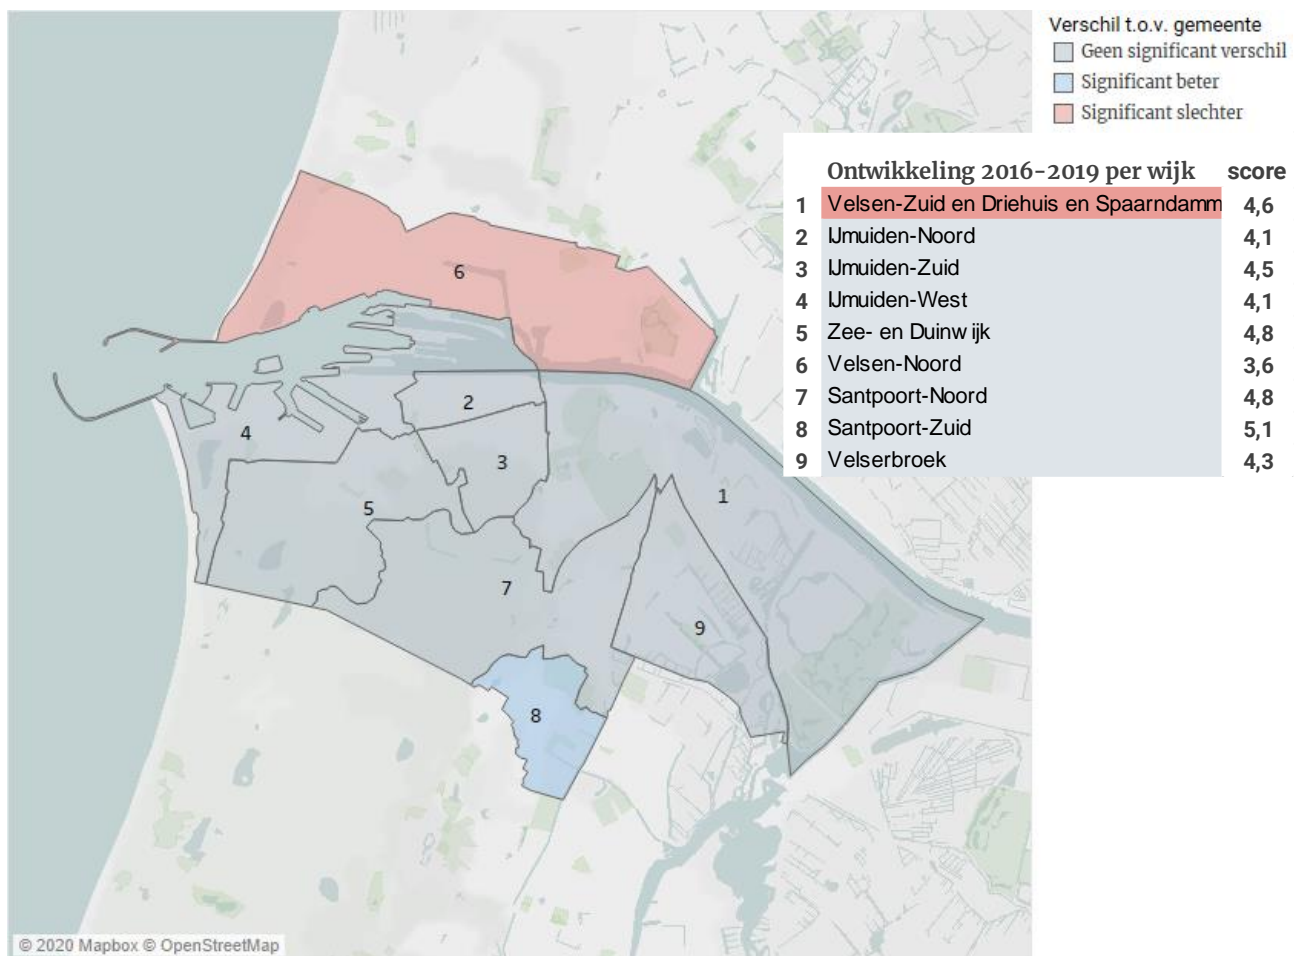 Verschil t.o.v. gemeente
Geen significant verschil
Significant beter
Significant slechter
Ontwikkeling 2016-2019 per wijk score
1 Velsen-Zuid en Driehuis en Spaarndamm 4,6
2 IJmuiden-Noord 4,1
3 IJmuiden-Zuid 4,5
4 IJmuiden-West 4,1
5 Zee- en Duinwijk 4,8
6 Velsen-Noord 3,6
7 Santpoort-Noord 4,8
8 Santpoort-Zuid 5,1
9 Velserbroek 4,3
6
2
4
3
1
5
7
9
8
© 2020 Mapbox © OpenStreetMap